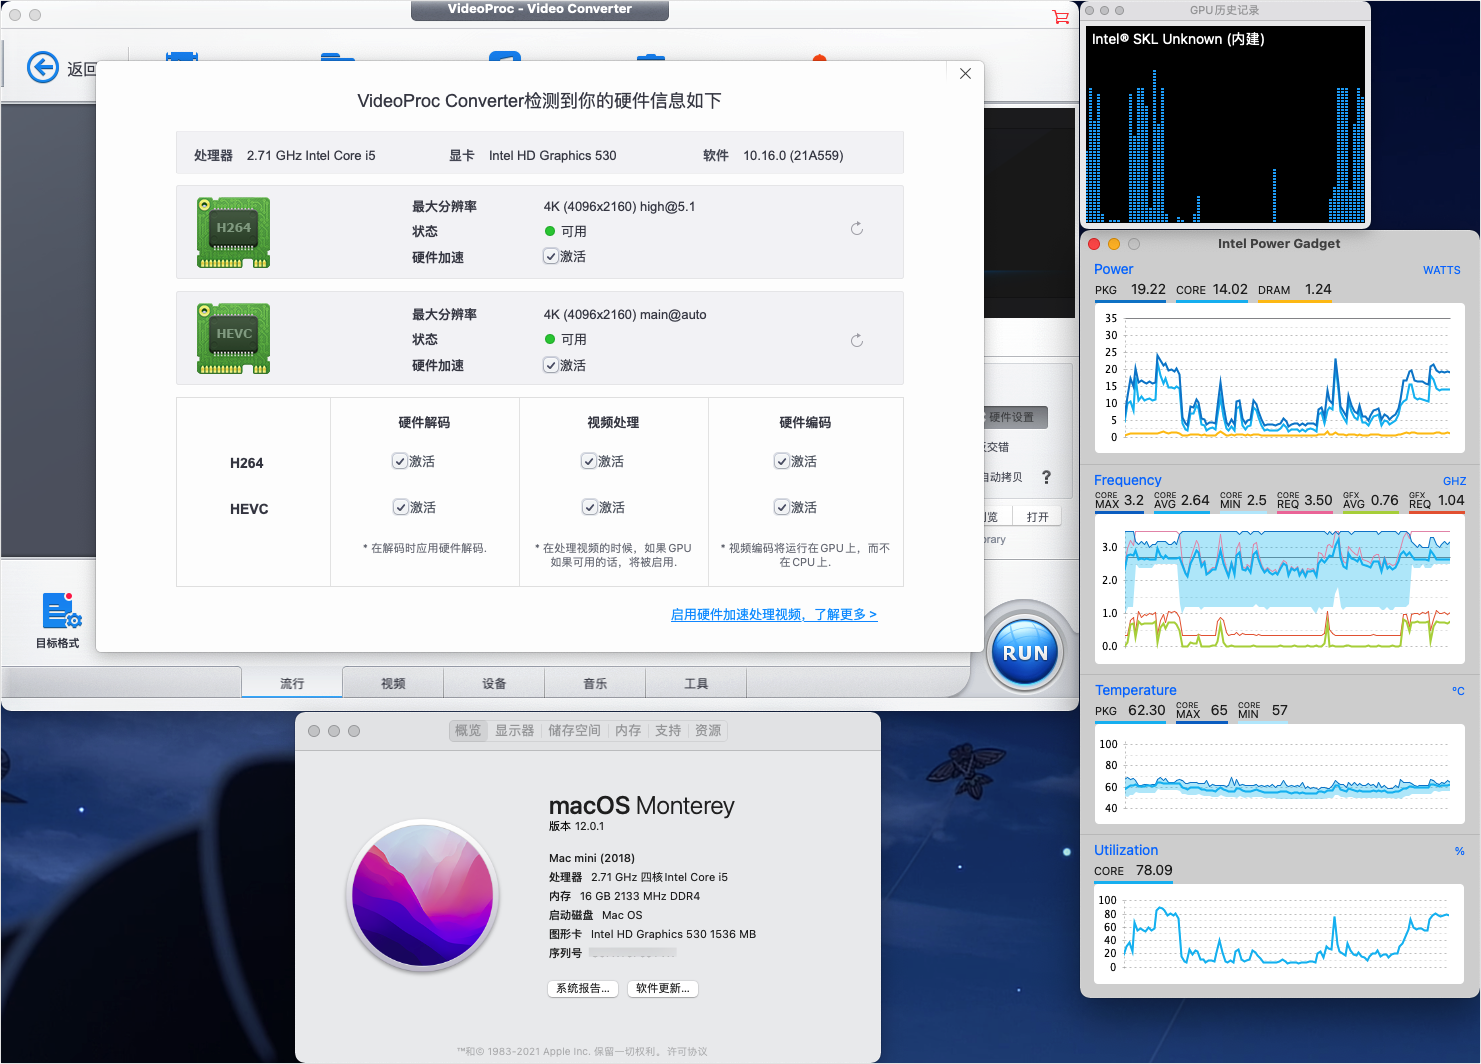 VideoProc - Video Converter
返回
VideoProc Converter检测到你的硬件信息如下
处理器 2.71 GHz Intel Core i5 显卡 Intel HD Graphics 530 软件 10.16.0 (21A559)
H264
最大分辨率 4K (4096x2160) high@5.1
状态 可用
硬件加速 激活
HEVC
最大分辨率 4K (4096x2160) main@auto
状态 可用
硬件加速 激活
硬件解码 视频处理 硬件编码
H264 激活 激活 激活
HEVC 激活 激活 激活
* 在解码时应用硬件解码.
* 在处理视频的时候，如果GPU
如果可用的话，将被启用.
* 视频编码将运行在GPU上，而不
在CPU上.
启用硬件加速处理视频，了解更多 >
硬件设置
交错
自动拷贝 ?
览 打开
brary
目标格式
RUN
流行 视频 设备 音乐 工具
GPU历史记录
Intel® SKL Unknown (内建)
Intel Power Gadget
Power WATTS
PKG 19.22 CORE 14.02 DRAM 1.24
35
30
25
20
15
10
5
0
Frequency GHZ
CORE MAX 3.2 CORE AVG 2.64 CORE MIN 2.5 CORE REQ 3.50 GFX AVG 0.76 GFX REQ 1.04
3.0
2.0
1.0
0.0
Temperature °C
PKG 62.30 CORE MAX 65 CORE MIN 57
100
80
60
40
Utilization %
CORE 78.09
100
80
60
40
20
0
概览 显示器 储存空间 内存 支持 资源
macOS Monterey
版本 12.0.1
Mac mini (2018)
处理器 2.71 GHz 四核Intel Core i5
内存 16 GB 2133 MHz DDR4
启动磁盘 Mac OS
图形卡 Intel HD Graphics 530 1536 MB
序列号
系统报告... 软件更新...
™和© 1983-2021 Apple Inc. 保留一切权利。许可协议